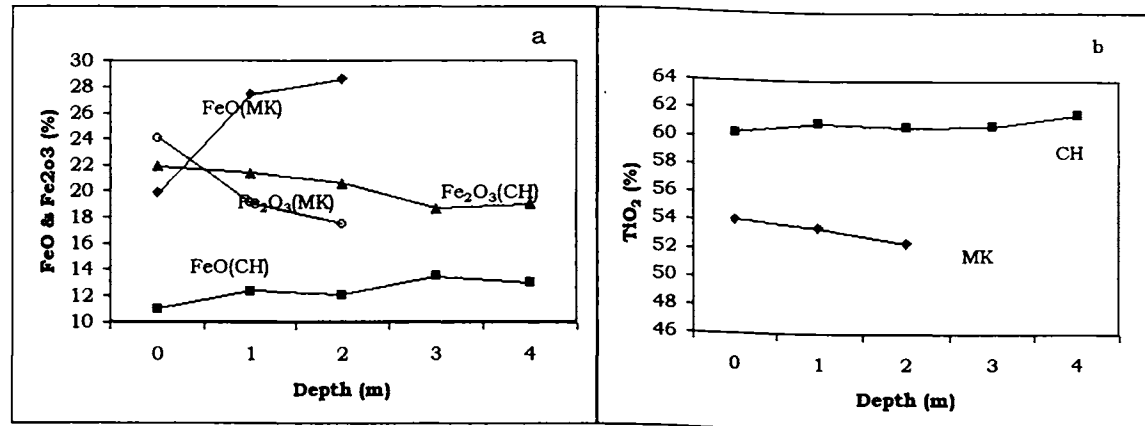 a
FeO & Fe2o3 (%)
30
28
26
24
22
20
18
16
14
12
10
FeO(MK)
Fe₂O₃(CH)
Fe₂O₃(MK)
FeO(CH)
0 1 2 3 4
Depth (m)
b
TiO₂ (%)
64
62
60
58
56
54
52
50
48
46
CH
MK
0 1 2 3 4
Depth (m)